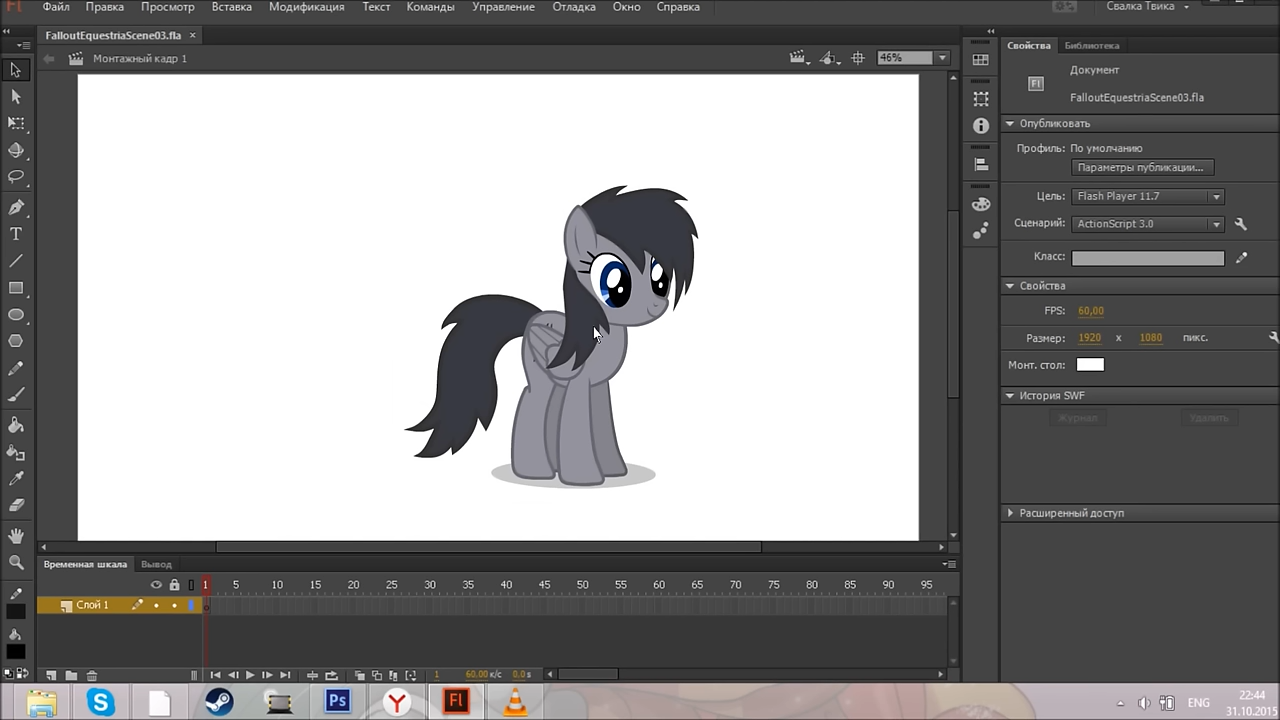 Fl Файл Правка Просмотр Вставка Модификация Текст Команды Управление Отладка Окно Справка Свалка Твика
FalloutEquestriaScene03.fla ×
Монтажный кадр 1 46%
Свойства Библиотека
Документ
Fl FalloutEquestriaScene03.fla
Опубликовать
Профиль: По умолчанию
Параметры публикации...
Цель: Flash Player 11.7
Сценарий: ActionScript 3.0
Класс:
Свойства
FPS: 60,00
Размер: 1920 x 1080 пикс.
Монт. стол:
История SWF
Журнал Удалить
Расширенный доступ
Временная шкала Вывод
1 5 10 15 20 25 30 35 40 45 50 55 60 65 70 75 80 85 90 95
Слой 1
1 60,00 к/с 0,0 s
S Ps Y Fl ENG 22:44
31.10.2015